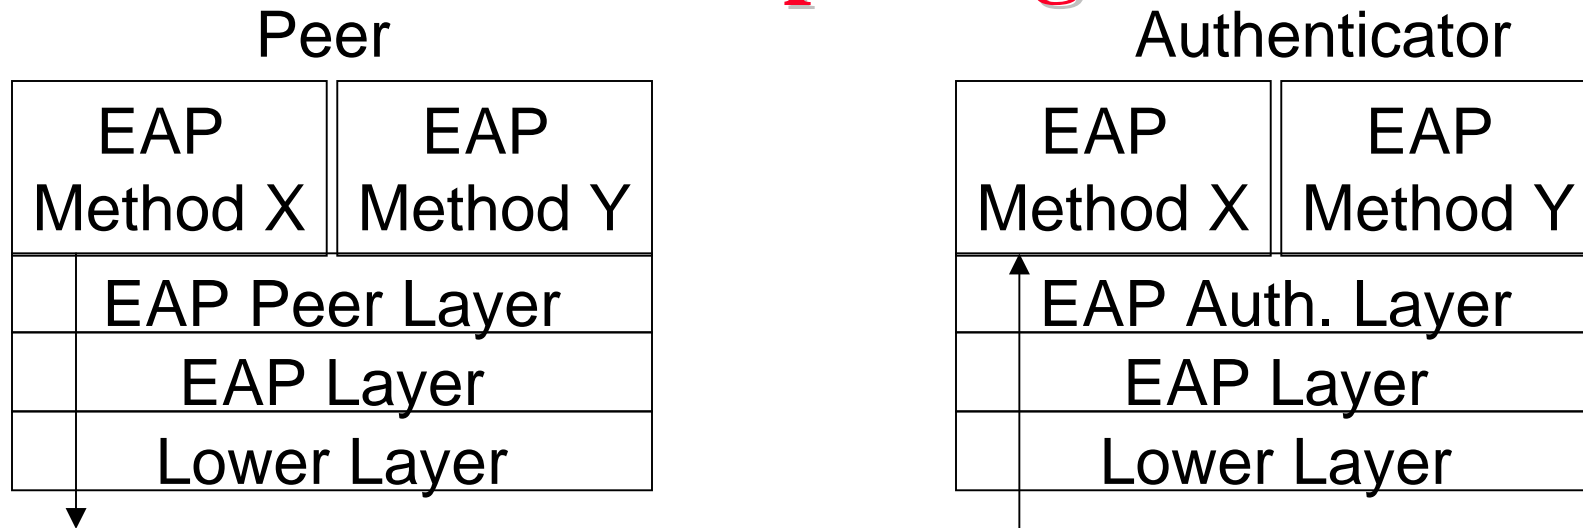 Peer
Authenticator
EAP
Method X
EAP
Method Y
EAP Peer Layer
EAP Layer
Lower Layer
EAP
Method X
EAP
Method Y
EAP Auth. Layer
EAP Layer
Lower Layer